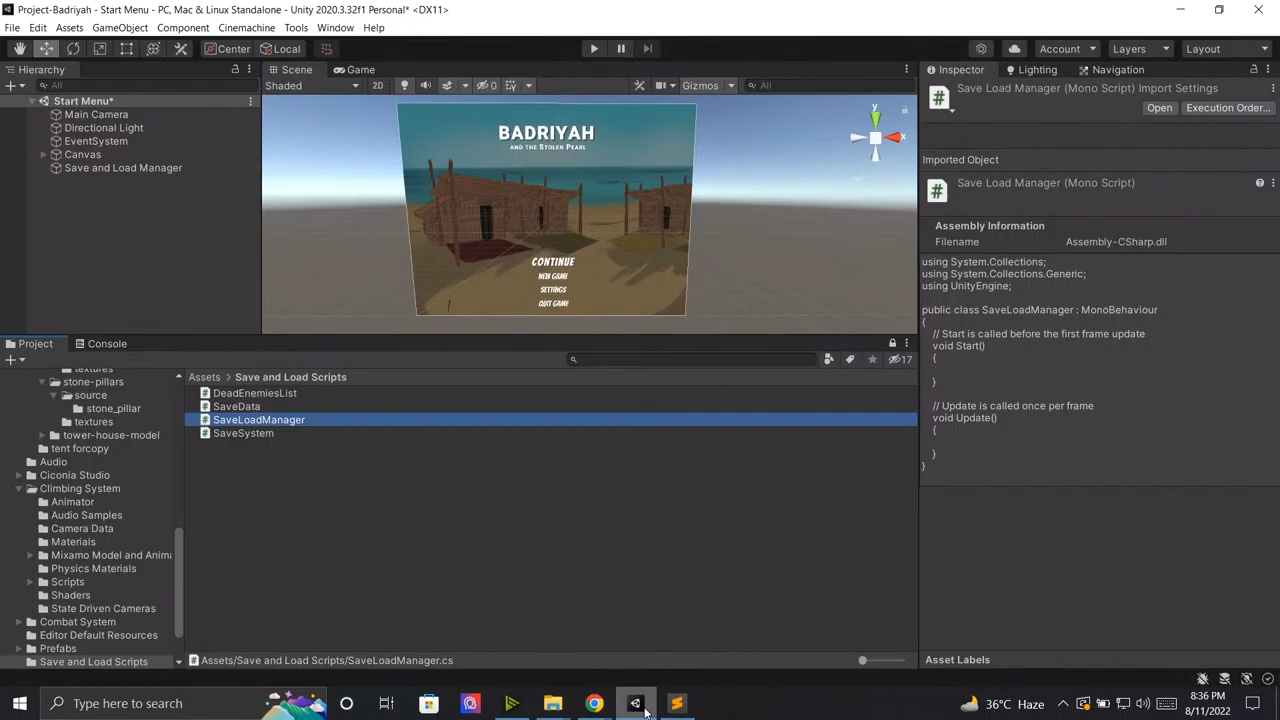 Project-Badriyah - Start Menu - PC, Mac & Linux Standalone - Unity 2020.3.32f1 Personal* <DX11>
File Edit Assets GameObject Component Cinemachine Tools Window Help
Center Local Account Layers Layout
Hierarchy
All
Start Menu*
Main Camera
Directional Light
EventSystem
Canvas
Save and Load Manager
Scene Game
Shaded 2D 0 Gizmos All
y
x
BADRIYAH
AND THE STOLEN PEARL
CONTINUE
NEW GAME
SETTINGS
QUIT GAME
Inspector Lighting Navigation
Save Load Manager (Mono Script) Import Settings
Open Execution Order...
Imported Object
Save Load Manager (Mono Script)
Assembly Information
Filename Assembly-CSharp.dll
using System.Collections;
using System.Collections.Generic;
using UnityEngine;
public class SaveLoadManager : MonoBehaviour
{
// Start is called before the first frame update
void Start()
{
}
// Update is called once per frame
void Update()
{
}
}
Asset Labels
Project Console
17
textures
stone-pillars
source
stone_pillar
textures
tower-house-model
tent forcopy
Audio
Ciconia Studio
Climbing System
Animator
Audio Samples
Camera Data
Materials
Mixamo Model and Anima
Physics Materials
Scripts
Shaders
State Driven Cameras
Combat System
Editor Default Resources
Prefabs
Save and Load Scripts
Assets Save and Load Scripts
DeadEnemiesList
SaveData
SaveLoadManager
SaveSystem
Assets/Save and Load Scripts/SaveLoadManager.cs
Type here to search
36°C Haze
8:36 PM
8/11/2022